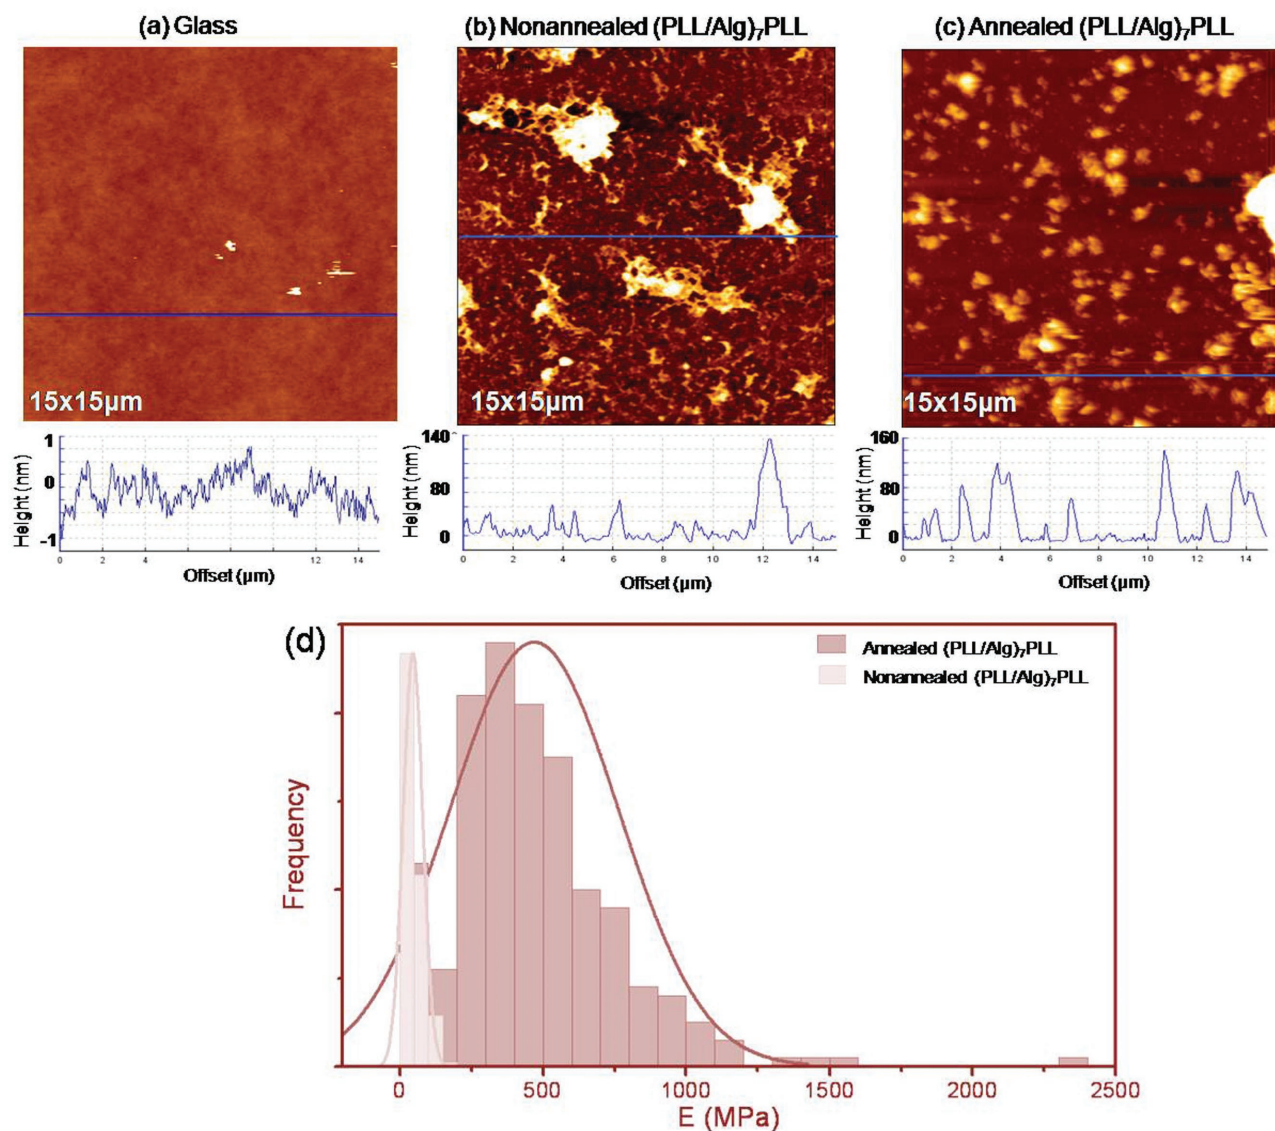 (a) Glass
(b) Nonannealed (PLL/Alg)₇PLL
(c) Annealed (PLL/Alg)₇PLL
15x15µm
15x15µm
15x15µm
Height (nm)
1
0
-1
0
2
4
6
8
12
14
Offset (µm)
Height (nm)
140
80
0
0
2
4
6
8
10
12
14
Offset (µm)
Height (nm)
160
80
0
0
2
4
6
8
10
12
14
Offset (µm)
(d)
Annealed (PLL/Alg)₇PLL
Nonannealed (PLL/Alg)₇PLL
Frequency
0
500
1000
1500
2000
2500
E (MPa)